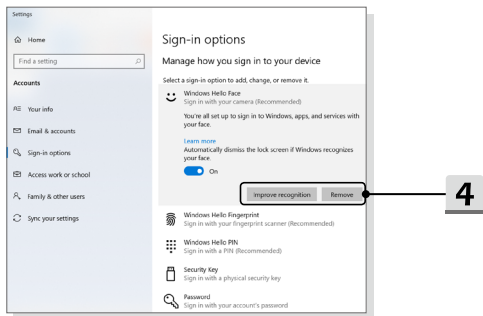 Settings
Home
Find a setting
Accounts
Your info
Email & accounts
Sign-in options
Access work or school
Family & other users
Sync your settings
Sign-in options
Manage how you sign in to your device
Select a sign-in option to add, change, or remove it.
Windows Hello Face
Sign in with your camera (Recommended)
You're all set up to sign in to Windows, apps, and services with
your face.
Learn more
Automatically dismiss the lock screen if Windows recognizes
your face.
On
Improve recognition Remove
4
Windows Hello Fingerprint
Sign in with your fingerprint scanner (Recommended)
Windows Hello PIN
Sign in with a PIN (Recommended)
Security Key
Sign in with a physical security key
Password
Sign in with your account's password